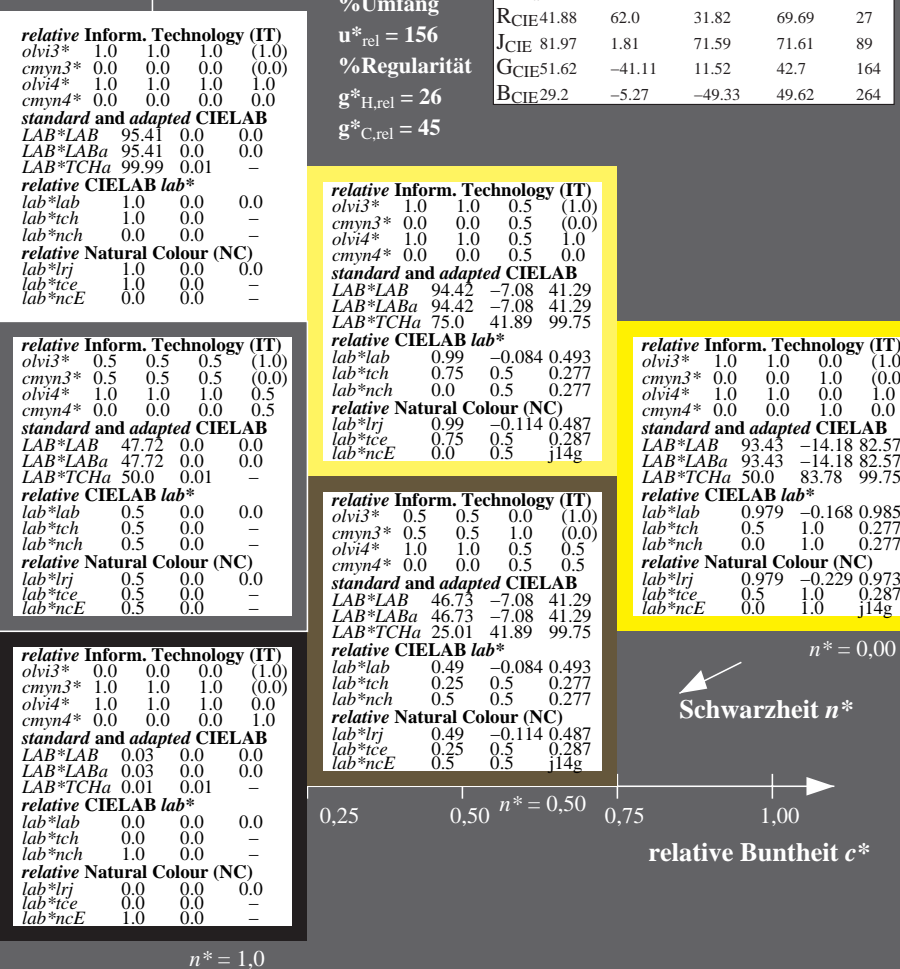 %Umfang
u*rel = 156
%Regularität
g*H,rel = 26
g*C,rel = 45
RCIE 41.88 62.0 31.82 69.69 27
JCIE 81.97 1.81 71.59 71.61 89
GCIE 51.62 −41.11 11.52 42.7 164
BCIE 29.2 −5.27 −49.33 49.62 264
relative Inform. Technology (IT)
olvi3* 1.0 1.0 1.0 (1.0)
cmyn3* 0.0 0.0 0.0 (0.0)
olvi4* 1.0 1.0 1.0 1.0
cmyn4* 0.0 0.0 0.0 0.0
standard and adapted CIELAB
LAB*LAB 95.41 0.0 0.0
LAB*LABa 95.41 0.0 0.0
LAB*TCHa 99.99 0.01 –
relative CIELAB lab*
lab*lab 1.0 0.0 0.0
lab*tch 1.0 0.0 –
lab*nch 0.0 0.0 –
relative Natural Colour (NC)
lab*lrj 1.0 0.0 0.0
lab*tce 1.0 0.0 –
lab*ncE 0.0 0.0 –
relative Inform. Technology (IT)
olvi3* 1.0 1.0 0.5 (1.0)
cmyn3* 0.0 0.0 0.5 (0.0)
olvi4* 1.0 1.0 0.5 1.0
cmyn4* 0.0 0.0 0.5 0.0
standard and adapted CIELAB
LAB*LAB 94.42 −7.08 41.29
LAB*LABa 94.42 −7.08 41.29
LAB*TCHa 75.0 41.89 99.75
relative CIELAB lab*
lab*lab 0.99 −0.084 0.493
lab*tch 0.75 0.5 0.277
lab*nch 0.0 0.5 0.277
relative Natural Colour (NC)
lab*lrj 0.99 −0.114 0.487
lab*tce 0.75 0.5 0.287
lab*ncE 0.0 0.5 j14g
relative Inform. Technology (IT)
olvi3* 0.5 0.5 0.5 (1.0)
cmyn3* 0.5 0.5 0.5 (0.0)
olvi4* 1.0 1.0 1.0 0.5
cmyn4* 0.0 0.0 0.0 0.5
standard and adapted CIELAB
LAB*LAB 47.72 0.0 0.0
LAB*LABa 47.72 0.0 0.0
LAB*TCHa 50.0 0.01 –
relative CIELAB lab*
lab*lab 0.5 0.0 0.0
lab*tch 0.5 0.0 –
lab*nch 0.5 0.0 –
relative Natural Colour (NC)
lab*lrj 0.5 0.0 0.0
lab*tce 0.5 0.0 –
lab*ncE 0.5 0.0 –
relative Inform. Technology (IT)
olvi3* 1.0 1.0 0.0 (1.0
cmyn3* 0.0 0.0 1.0 (0.0
olvi4* 1.0 1.0 0.0 1.0
cmyn4* 0.0 0.0 1.0 0.0
standard and adapted CIELAB
LAB*LAB 93.43 −14.18 82.57
LAB*LABa 93.43 −14.18 82.57
LAB*TCHa 50.0 83.78 99.75
relative CIELAB lab*
lab*lab 0.979 −0.168 0.985
lab*tch 0.5 1.0 0.277
lab*nch 0.0 1.0 0.277
relative Natural Colour (NC)
lab*lrj 0.979 −0.229 0.973
lab*tce 0.5 1.0 0.287
lab*ncE 0.0 1.0 j14g
n* = 0,00
relative Inform. Technology (IT)
olvi3* 0.5 0.5 0.0 (1.0)
cmyn3* 0.5 0.5 1.0 (0.0)
olvi4* 1.0 1.0 0.5 0.5
cmyn4* 0.0 0.0 0.5 0.5
standard and adapted CIELAB
LAB*LAB 46.73 −7.08 41.29
LAB*LABa 46.73 −7.08 41.29
LAB*TCHa 25.01 41.89 99.75
relative CIELAB lab*
lab*lab 0.49 −0.084 0.493
lab*tch 0.25 0.5 0.277
lab*nch 0.5 0.5 0.277
relative Natural Colour (NC)
lab*lrj 0.49 −0.114 0.487
lab*tce 0.25 0.5 0.287
lab*ncE 0.5 0.5 j14g
Schwarzheit n*
relative Inform. Technology (IT)
olvi3* 0.0 0.0 0.0 (1.0)
cmyn3* 1.0 1.0 1.0 (0.0)
olvi4* 1.0 1.0 1.0 0.0
cmyn4* 0.0 0.0 0.0 1.0
standard and adapted CIELAB
LAB*LAB 0.03 0.0 0.0
LAB*LABa 0.03 0.0 0.0
LAB*TCHa 0.01 0.01 –
relative CIELAB lab*
lab*lab 0.0 0.0 0.0
lab*tch 0.0 0.0 –
lab*nch 1.0 0.0 –
relative Natural Colour (NC)
lab*lrj 0.0 0.0 0.0
lab*tce 0.0 0.0 –
lab*ncE 1.0 0.0 –
0,25 0,50 n* = 0,50 0,75 1,00
relative Buntheit c*
n* = 1,0